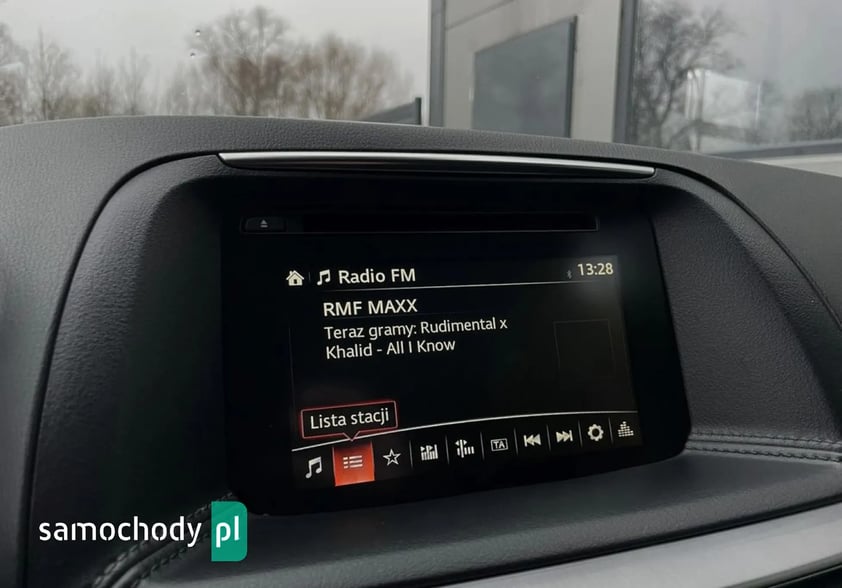 Radio FM
13:28
RMF MAXX
Teraz gramy: Rudimental x
Khalid - All I Know
Lista stacji
TA
samochody pl